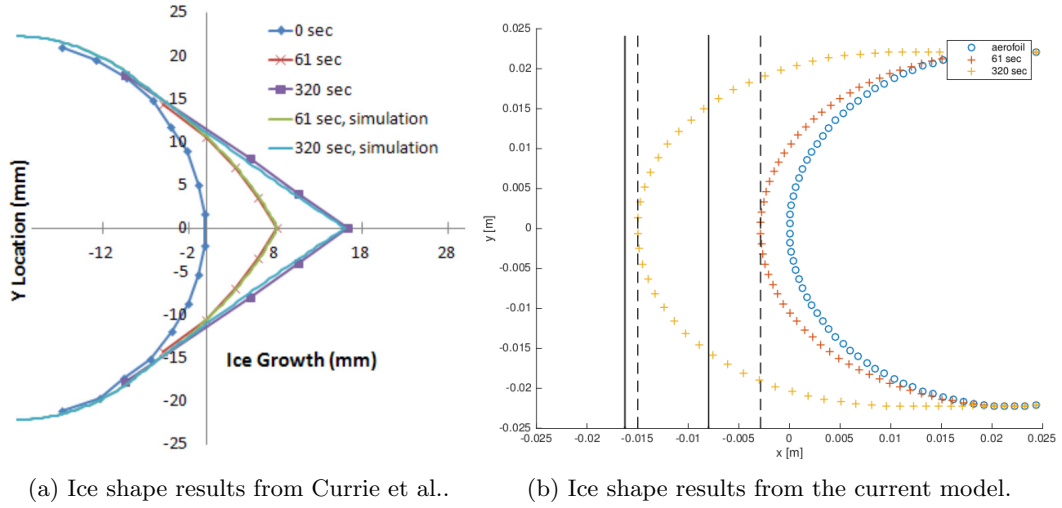 25
20
15
10
5
0
-5
-10
-15
-20
-25
-12
-2
8
18
28
Y Location (mm)
Ice Growth (mm)
0 sec
61 sec
320 sec
61 sec, simulation
320 sec, simulation
(a) Ice shape results from Currie et al..
0.025
0.02
0.015
0.01
0.005
0
-0.005
-0.01
-0.015
-0.02
-0.025
y [m]
-0.025
-0.02
-0.015
-0.01
-0.005
0
0.005
0.01
0.015
0.02
0.025
x [m]
aerofoil
61 sec
320 sec
(b) Ice shape results from the current model.